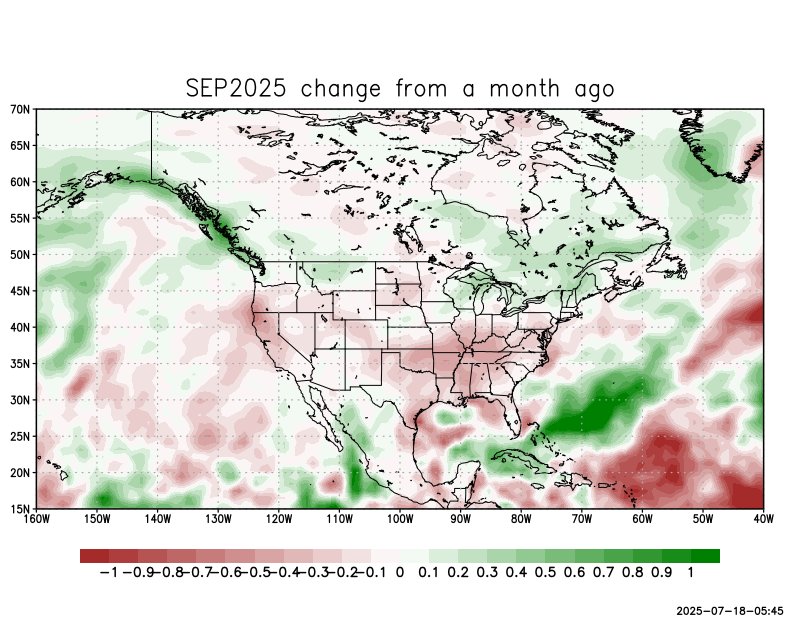 SEP2025 change from a month ago
70N
65N
60N
55N
50N
45N
40N
35N
30N
25N
20N
15N
160W 150W 140W 130W 120W 110W 100W 90W 80W 70W 60W 50W 40W
-1 -0.9 -0.8 -0.7 -0.6 -0.5 -0.4 -0.3 -0.2 -0.1 0 0.1 0.2 0.3 0.4 0.5 0.6 0.7 0.8 0.9 1
2025-07-18-05:45